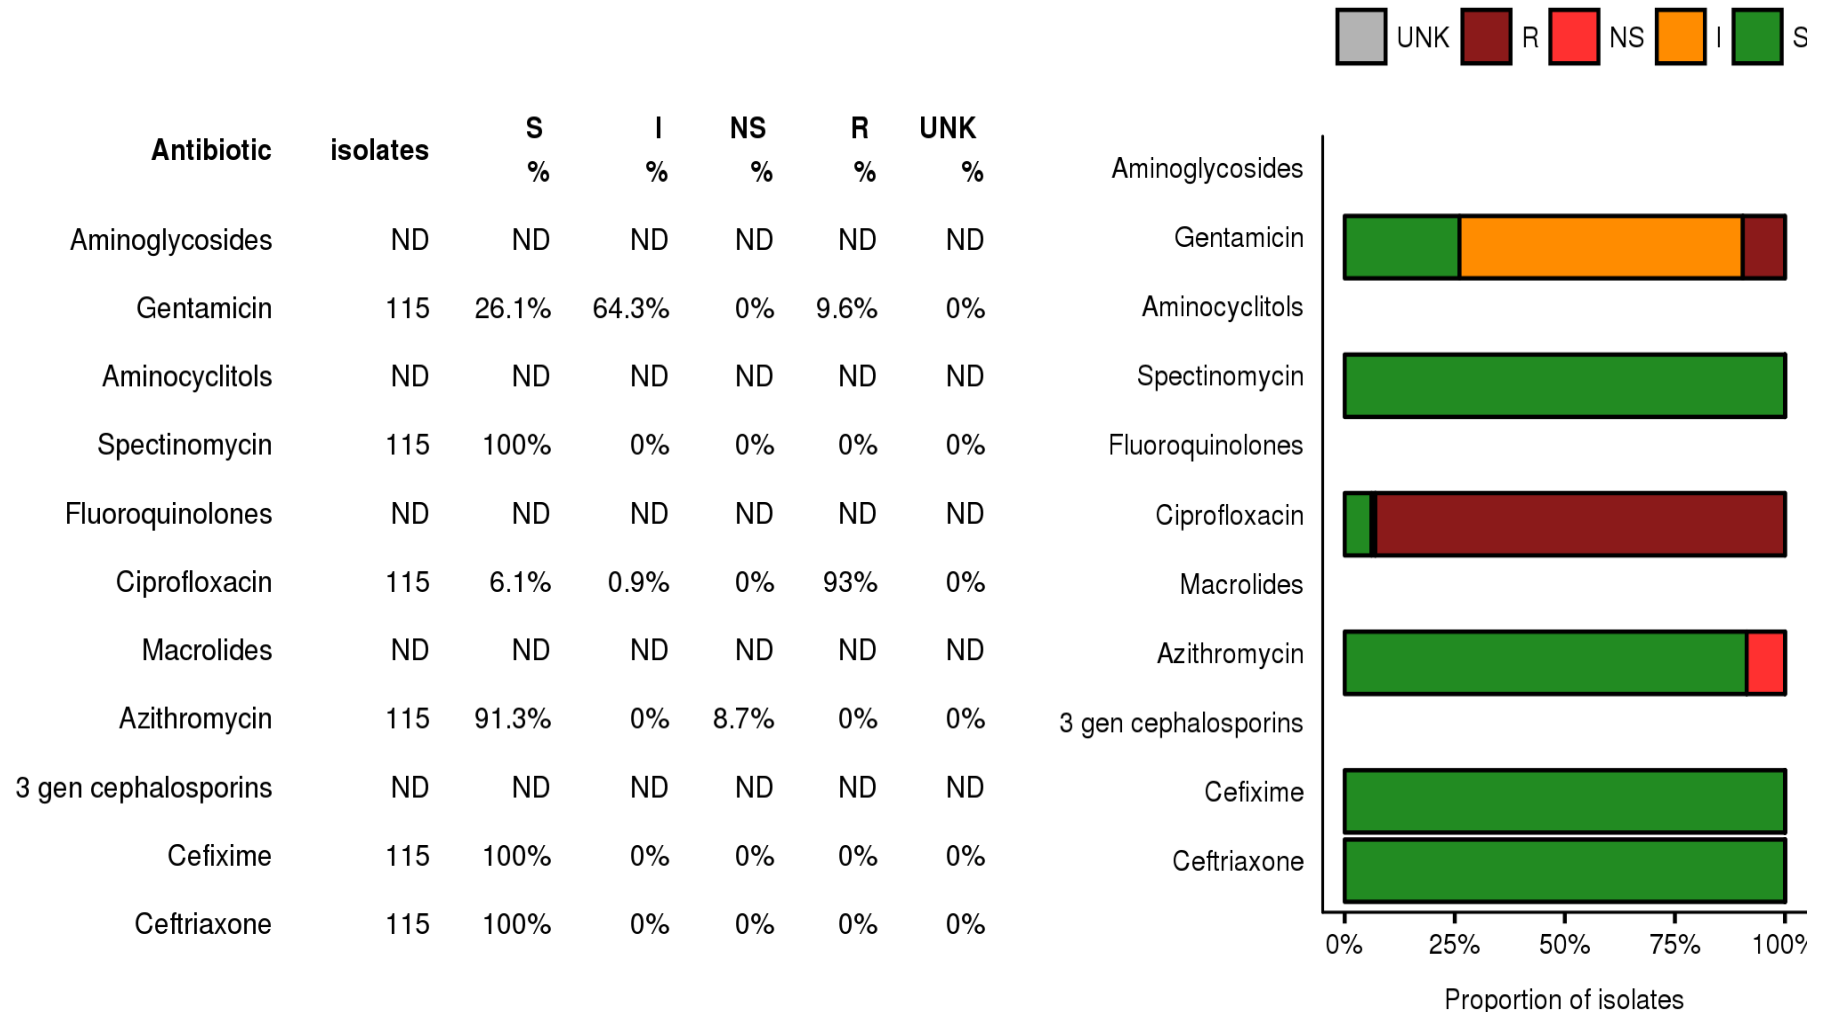 UNK R NS I S
Antibiotic isolates S I NS R UNK
% % % % %
Aminoglycosides ND ND ND ND ND ND
Gentamicin 115 26.1% 64.3% 0% 9.6% 0%
Aminocyclitols ND ND ND ND ND ND
Spectinomycin 115 100% 0% 0% 0% 0%
Fluoroquinolones ND ND ND ND ND ND
Ciprofloxacin 115 6.1% 0.9% 0% 93% 0%
Macrolides ND ND ND ND ND ND
Azithromycin 115 91.3% 0% 8.7% 0% 0%
3 gen cephalosporins ND ND ND ND ND ND
Cefixime 115 100% 0% 0% 0% 0%
Ceftriaxone 115 100% 0% 0% 0% 0%
Aminoglycosides
Gentamicin
Aminocyclitols
Spectinomycin
Fluoroquinolones
Ciprofloxacin
Macrolides
Azithromycin
3 gen cephalosporins
Cefixime
Ceftriaxone
0% 25% 50% 75% 100%
Proportion of isolates